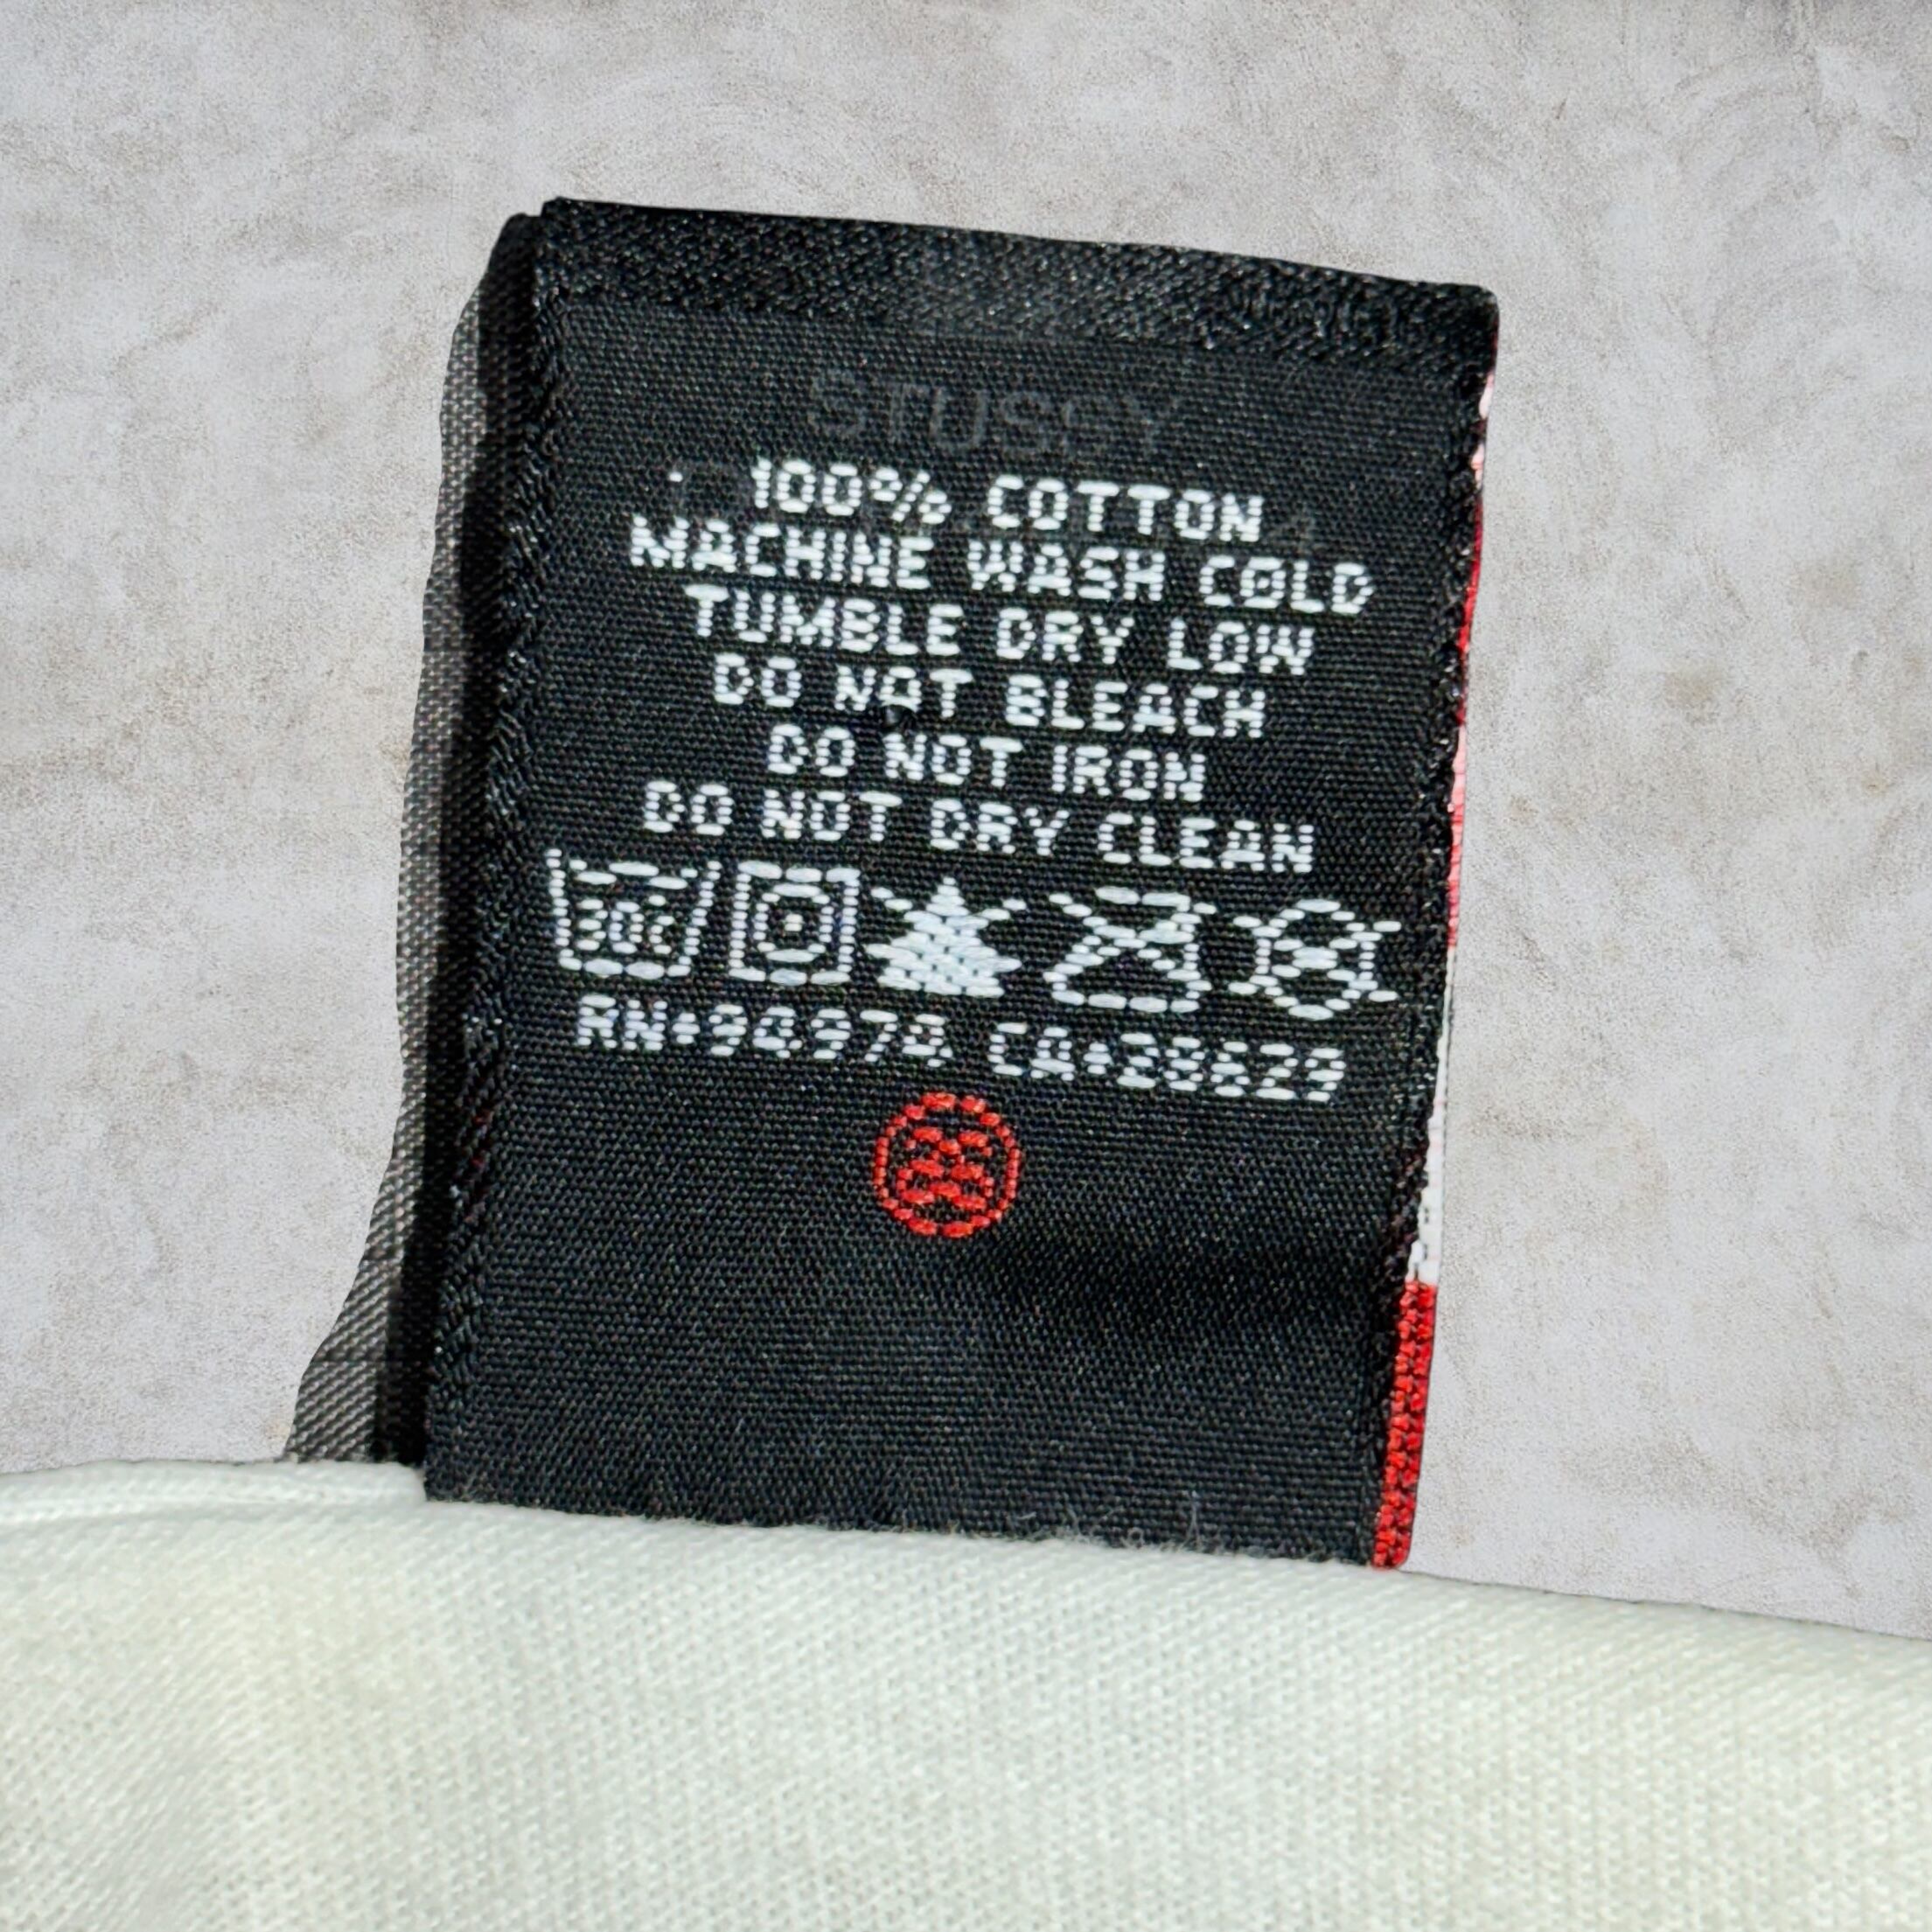 STUSSY
100% COTTON
MACHINE WASH COLD
TUMBLE DRY LOW
DO NOT BLEACH
DO NOT IRON
DO NOT DRY CLEAN
30C
RN#94974 CA#28629